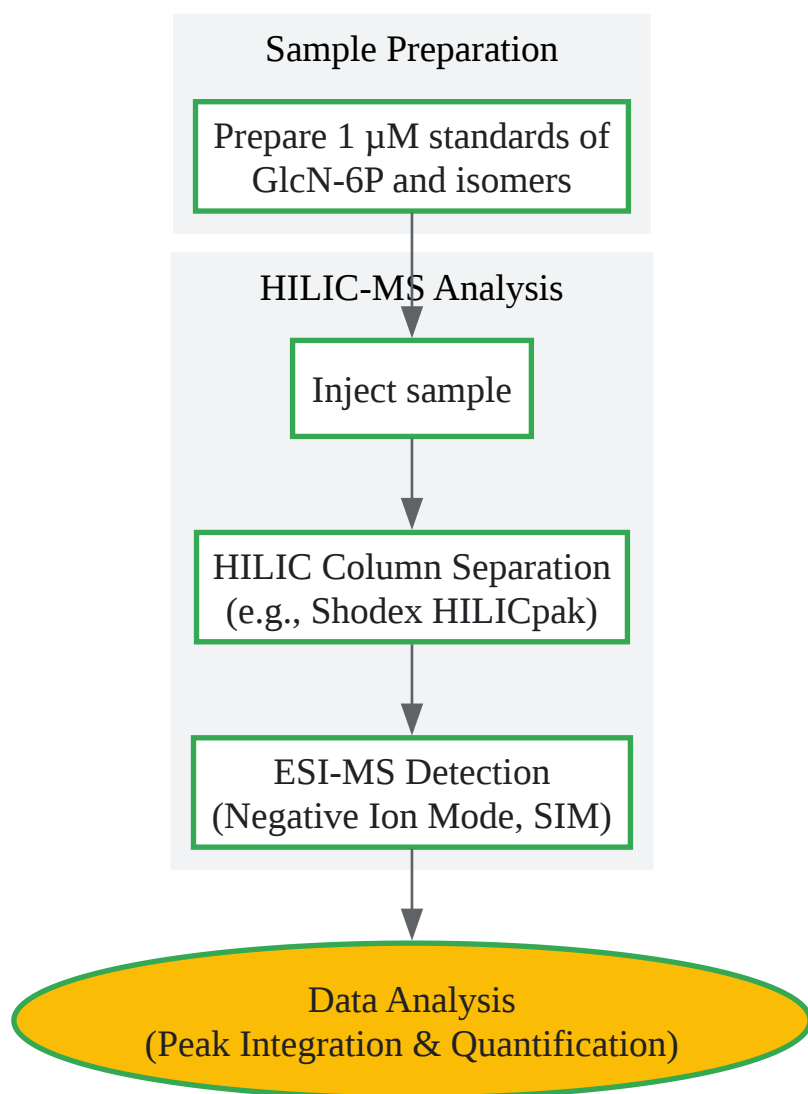 Sample Preparation
Prepare 1 µM standards of
GlcN-6P and isomers
HILIC-MS Analysis
Inject sample
HILIC Column Separation
(e.g., Shodex HILICpak)
ESI-MS Detection
(Negative Ion Mode, SIM)
Data Analysis
(Peak Integration & Quantification)